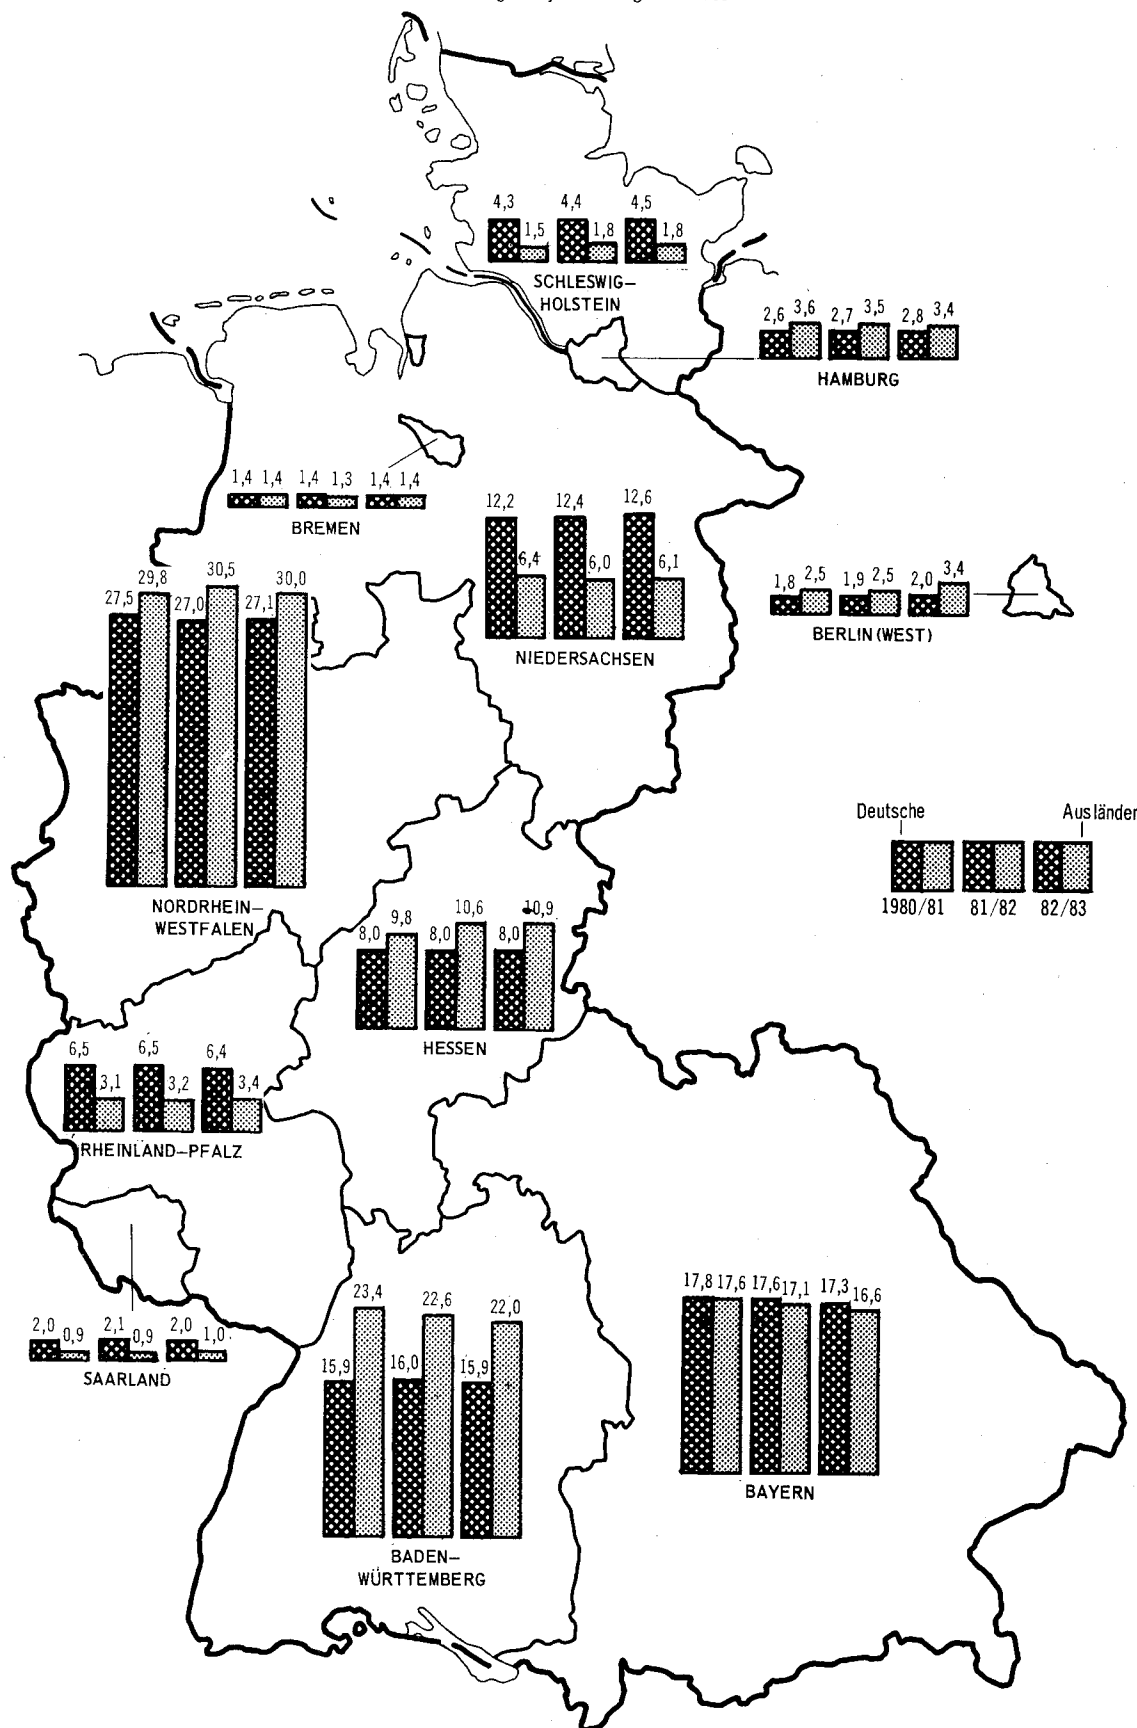 4,3 4,4 4,5
1,5 1,8 1,8
SCHLESWIG–
HOLSTEIN
2,6 3,6 2,7 3,5 2,8 3,4
HAMBURG
1,4 1,4 1,4 1,3 1,4 1,4
BREMEN
12,2 12,4 12,6
6,4 6,0 6,1
NIEDERSACHSEN
1,8 2,5 1,9 2,5 2,0 3,4
BERLIN (WEST)
29,8 30,5 30,0
27,5 27,0 27,1
NORDRHEIN–
WESTFALEN
Deutsche Ausländer
1980/81 81/82 82/83
9,8 10,6 10,9
8,0 8,0 8,0
HESSEN
6,5 6,5 6,4
3,1 3,2 3,4
RHEINLAND–PFALZ
2,0 0,9 2,1 0,9 2,0 1,0
SAARLAND
23,4 22,6 22,0
15,9 16,0 15,9
BADEN–
WÜRTTEMBERG
17,8 17,6 17,6 17,1 17,3 16,6
BAYERN